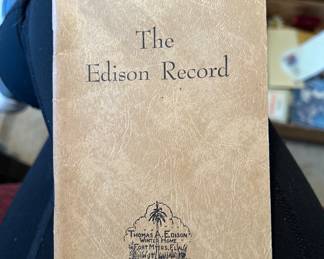 The
Edison Record
THOMAS A. EDISON
WINTER HOME
FORT MYERS, FLA.